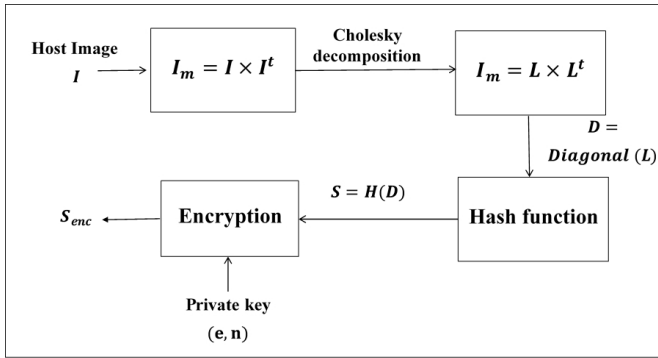 Host Image
I
I_m = I × I^t
Cholesky
decomposition
I_m = L × L^t
D =
Diagonal (L)
Hash function
S = H(D)
Encryption
S_enc
Private key
(e, n)